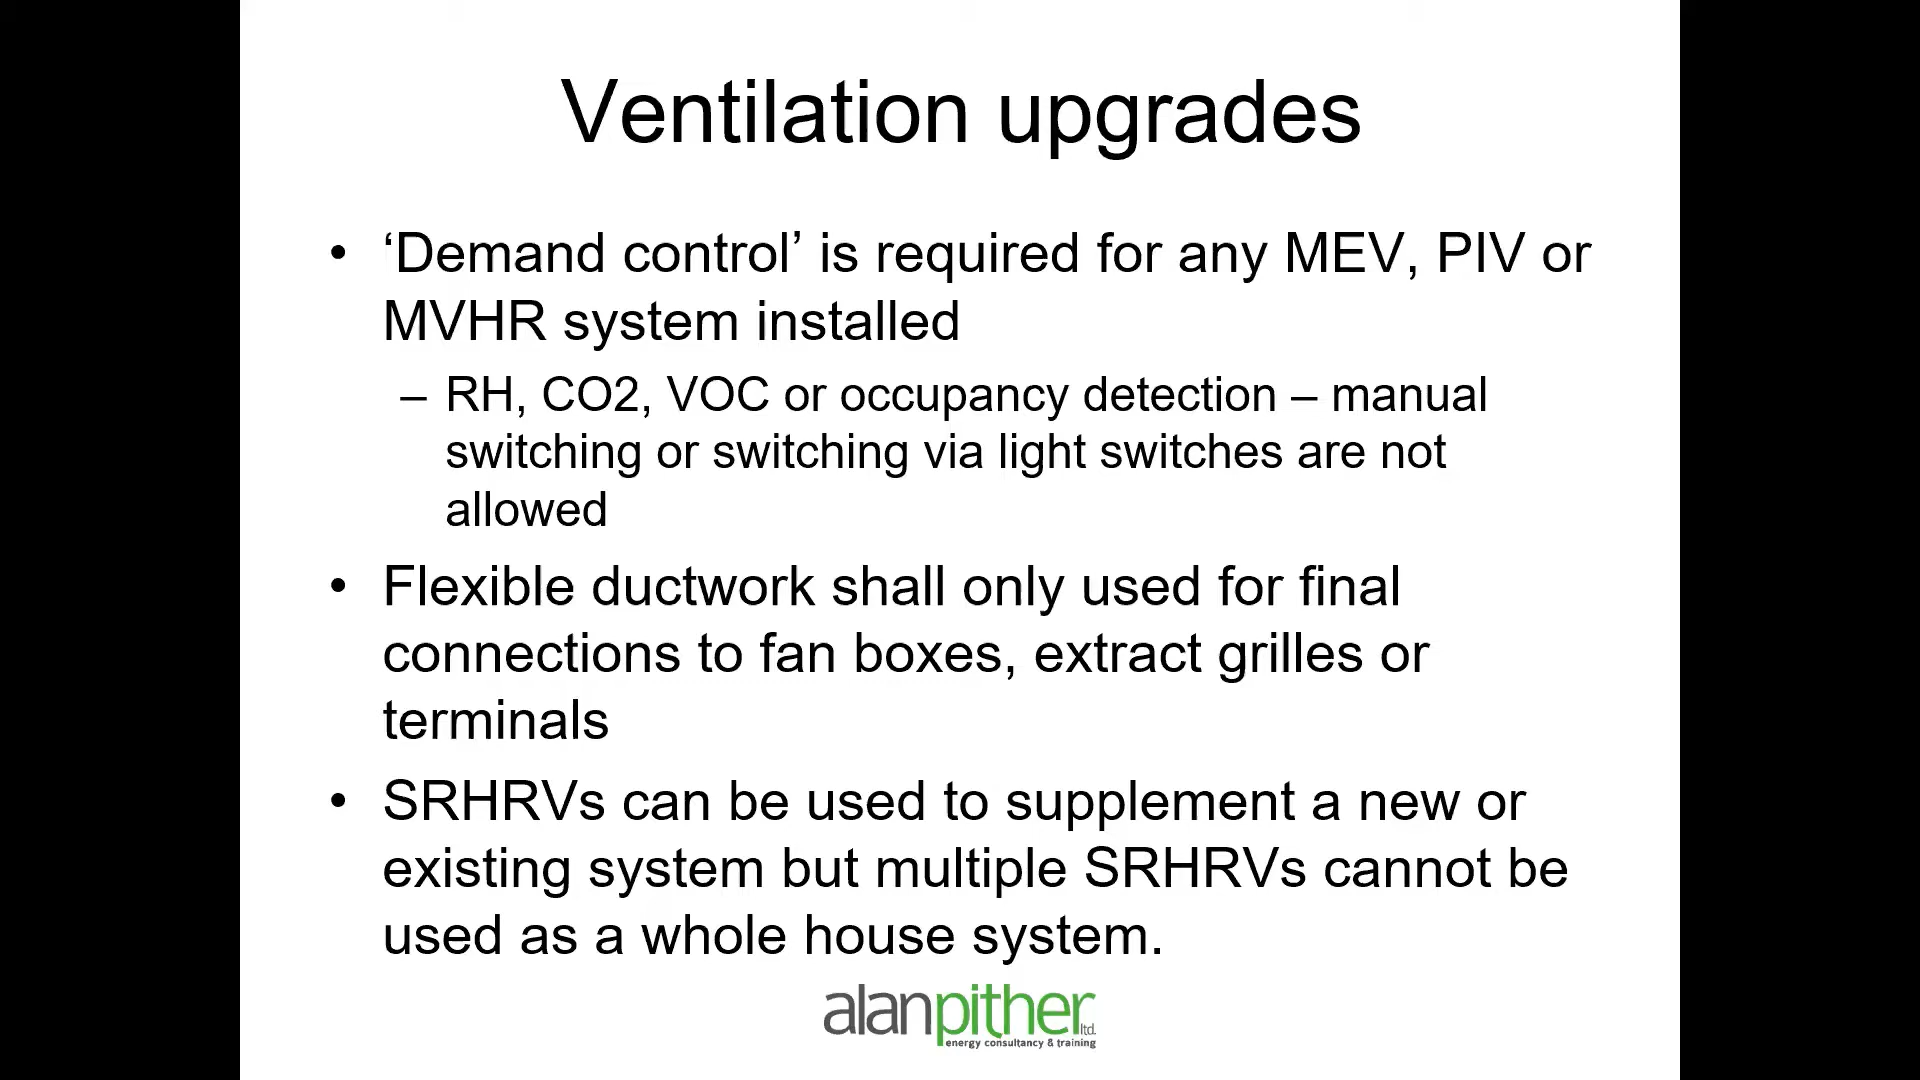 Ventilation upgrades
• ‘Demand control’ is required for any MEV, PIV or
MVHR system installed
– RH, CO2, VOC or occupancy detection – manual
switching or switching via light switches are not
allowed
• Flexible ductwork shall only used for final
connections to fan boxes, extract grilles or
terminals
• SRHRVs can be used to supplement a new or
existing system but multiple SRHRVs cannot be
used as a whole house system.
alanpither ltd.
energy consultancy & training